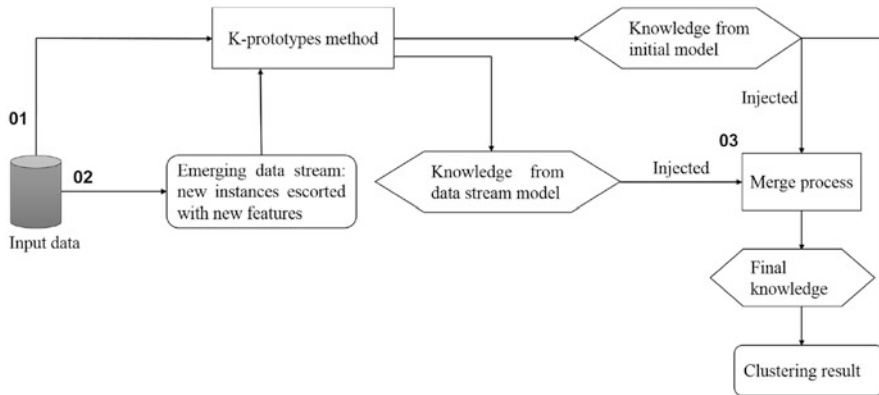 K-prototypes method
Knowledge from
initial model
Injected
01
02
03
Emerging data stream:
new instances escorted
with new features
Knowledge from
data stream model
Injected
Merge process
Input data
Final
knowledge
Clustering result